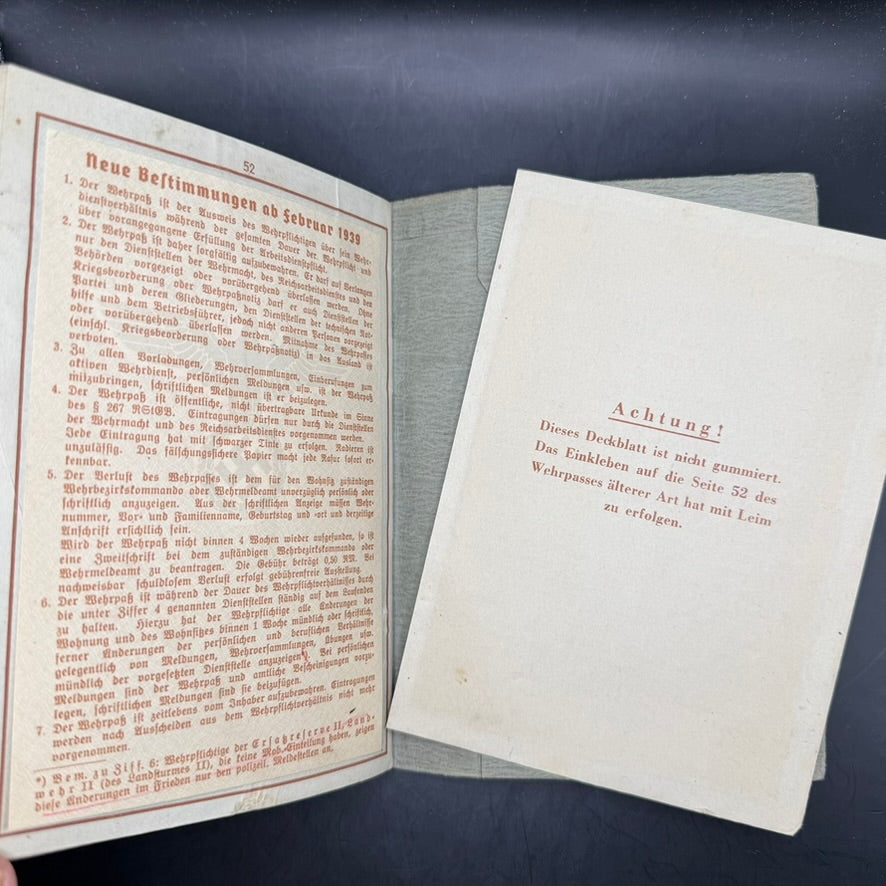 52
Neue Bestimmungen ab Februar 1939
1. Der Wehrpaß ist der Ausweis des Wehrpflichtigen über sein Wehr-
dienstverhältnis während der gesamten Dauer der Wehrpflicht und
über vorangegangene Erfüllung der Arbeitsdienstpflicht.
2. Der Wehrpaß ist daher sorgfältig aufzubewahren. Er darf auf Verlangen
nur den Dienststellen der Wehrmacht, des Reichsarbeitsdienstes und den
Behörden vorgezeigt oder vorübergehend überlassen werden. Ohne
Kriegsbeorderung oder Wehrpaßnotiz darf er auch Dienststellen der
Partei und deren Gliederungen, den Dienststellen der technischen Not-
hilfe und dem Betriebsführer, jedoch nicht anderen Personen vorgezeigt
oder vorübergehend überlassen werden. Mitnahme des Wehrpasses
(einschl. Kriegsbeorderung oder Wehrpaßnotiz) in das Ausland ist
verboten.
3. Zu allen Vorladungen, Wehrversammlungen, Einberufungen zum
aktiven Wehrdienst, persönlichen Meldungen usw. ist der Wehrpaß
mitzubringen, schriftlichen Meldungen ist er beizulegen.
4. Der Wehrpaß ist öffentliche, nicht übertragbare Urkunde im Sinne
des § 267 RStGB. Eintragungen dürfen nur durch die Dienststellen
der Wehrmacht und des Reichsarbeitsdienstes vorgenommen werden.
Jede Eintragung hat mit schwarzer Tinte zu erfolgen. Radieren ist
unzulässig. Das fälschungssichere Papier macht jede Rasur sofort er-
kennbar.
5. Der Verlust des Wehrpasses ist dem für den Wohnsitz zuständigen
Wehrbezirkskommando oder Wehrmeldeamt unverzüglich persönlich oder
schriftlich anzuzeigen. Aus der schriftlichen Anzeige müssen Wehr-
nummer, Vor- und Familienname, Geburtstag und -ort und derzeitige
Anschrift ersichtlich sein.
Wird der Wehrpaß nicht binnen 4 Wochen wieder aufgefunden, so ist
eine Zweitschrift bei dem zuständigen Wehrbezirkskommando oder
Wehrmeldeamt zu beantragen. Die Gebühr beträgt 0,50 RM. Bei
nachweisbar schuldlosem Verlust erfolgt gebührenfreie Ausstellung.
6. Der Wehrpaß ist während der Dauer des Wehrpflichtverhältnisses durch
die unter Ziffer 4 genannten Dienststellen ständig auf dem Laufenden
zu halten. Hierzu hat der Wehrpflichtige alle Änderungen der
Wohnung und des Wohnsitzes binnen 1 Woche mündlich oder schriftlich,
ferner Änderungen der persönlichen und beruflichen Verhältnisse
gelegentlich von Meldungen, Wehrversammlungen, Übungen usw.
mündlich der vorgesetzten Dienststelle anzuzeigen*). Bei persönlichen
Meldungen sind der Wehrpaß und amtliche Bescheinigungen vorzu-
legen, schriftlichen Meldungen sind sie beizufügen.
7. Der Wehrpaß ist zeitlebens vom Inhaber aufzubewahren. Eintragungen
werden nach Ausscheiden aus dem Wehrpflichtverhältnis nicht mehr
vorgenommen.
*) Bem. zu Ziff. 6: Wehrpflichtige der Ersatzreserve II, Land-
wehr II (des Landsturmes II), die keine Mob.-Einteilung haben, zeigen
diese Änderungen im Frieden nur den polizeil. Meldestellen an.
Achtung!
Dieses Deckblatt ist nicht gummiert.
Das Einkleben auf die Seite 52 des
Wehrpasses älterer Art hat mit Leim
zu erfolgen.